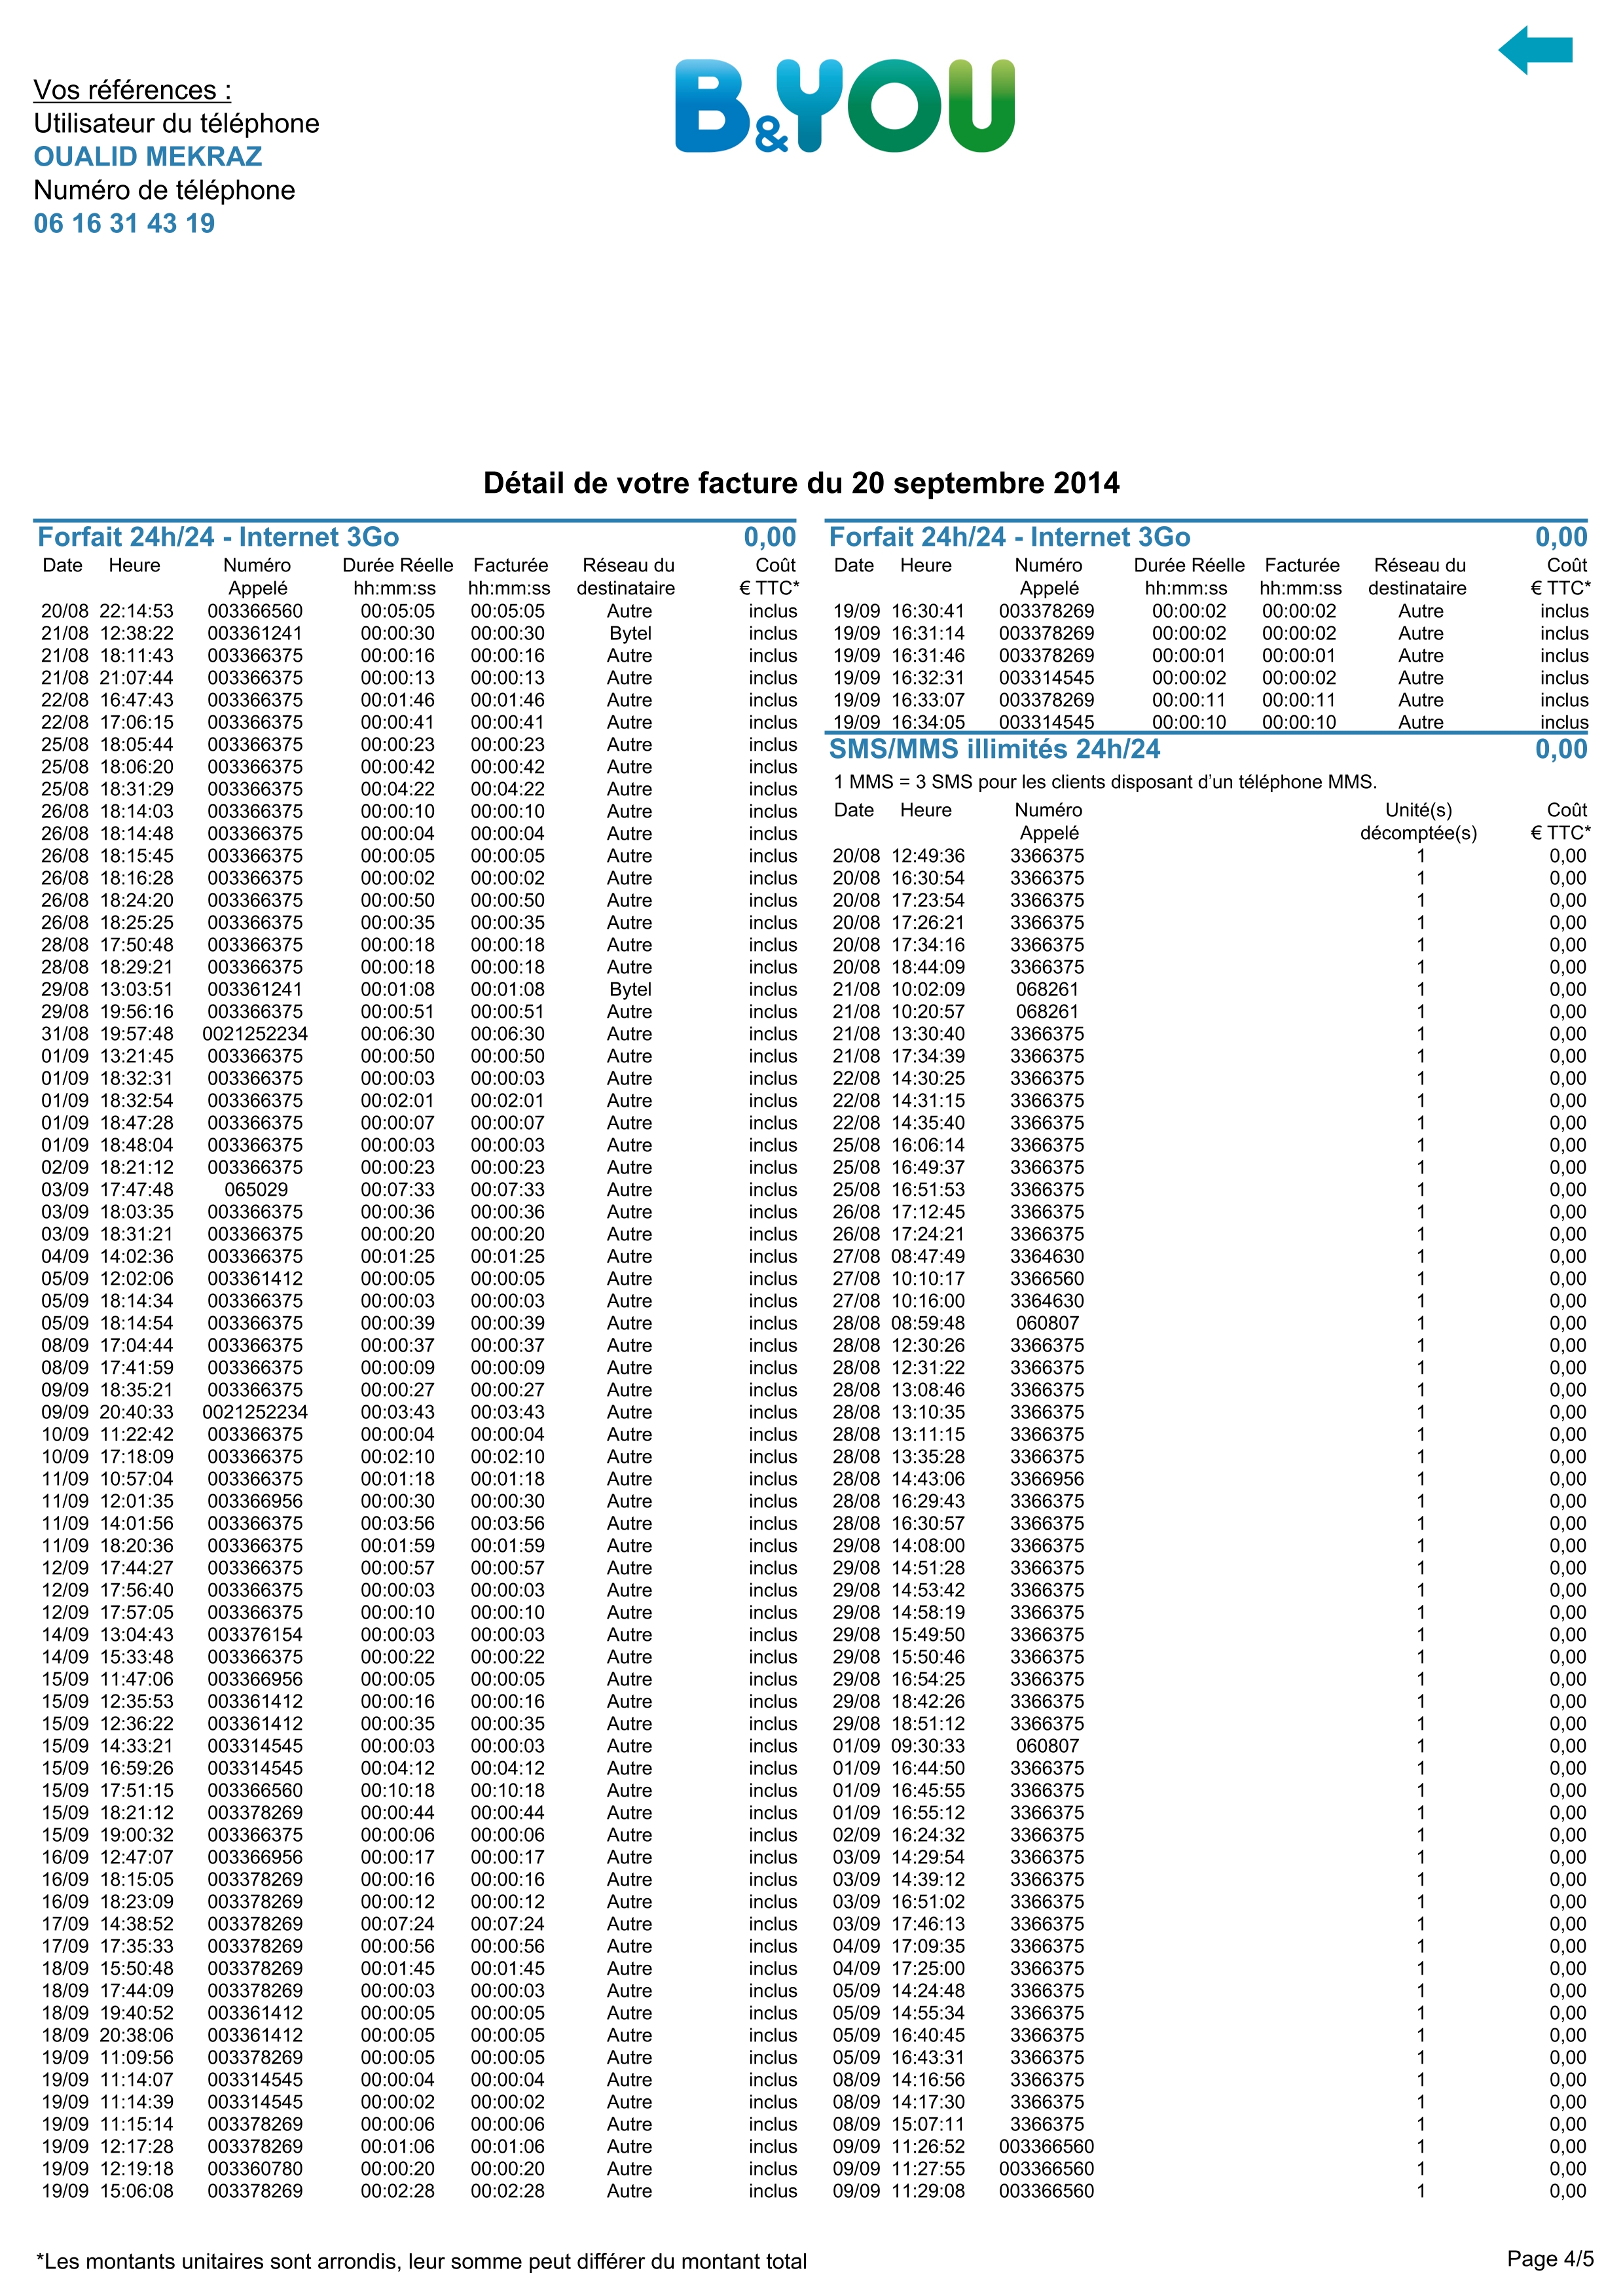 Vos références :
Utilisateur du téléphone
OUALID MEKRAZ
Numéro de téléphone
06 16 31 43 19
B&YOU
Détail de votre facture du 20 septembre 2014
Forfait 24h/24 - Internet 3Go 0,00
Date Heure Numéro Durée Réelle Facturée Réseau du Coût
Appelé hh:mm:ss hh:mm:ss destinataire € TTC*
20/08 22:14:53 003366560 00:05:05 00:05:05 Autre inclus
21/08 12:38:22 003361241 00:00:30 00:00:30 Bytel inclus
21/08 18:11:43 003366375 00:00:16 00:00:16 Autre inclus
21/08 21:07:44 003366375 00:00:13 00:00:13 Autre inclus
22/08 16:47:43 003366375 00:01:46 00:01:46 Autre inclus
22/08 17:06:15 003366375 00:00:41 00:00:41 Autre inclus
25/08 18:05:44 003366375 00:00:23 00:00:23 Autre inclus
25/08 18:06:20 003366375 00:00:42 00:00:42 Autre inclus
25/08 18:31:29 003366375 00:04:22 00:04:22 Autre inclus
26/08 18:14:03 003366375 00:00:10 00:00:10 Autre inclus
26/08 18:14:48 003366375 00:00:04 00:00:04 Autre inclus
26/08 18:15:45 003366375 00:00:05 00:00:05 Autre inclus
26/08 18:16:28 003366375 00:00:02 00:00:02 Autre inclus
26/08 18:24:20 003366375 00:00:50 00:00:50 Autre inclus
26/08 18:25:25 003366375 00:00:35 00:00:35 Autre inclus
28/08 17:50:48 003366375 00:00:18 00:00:18 Autre inclus
28/08 18:29:21 003366375 00:00:18 00:00:18 Autre inclus
29/08 13:03:51 003361241 00:01:08 00:01:08 Bytel inclus
29/08 19:56:16 003366375 00:00:51 00:00:51 Autre inclus
31/08 19:57:48 0021252234 00:06:30 00:06:30 Autre inclus
01/09 13:21:45 003366375 00:00:50 00:00:50 Autre inclus
01/09 18:32:31 003366375 00:00:03 00:00:03 Autre inclus
01/09 18:32:54 003366375 00:02:01 00:02:01 Autre inclus
01/09 18:47:28 003366375 00:00:07 00:00:07 Autre inclus
01/09 18:48:04 003366375 00:00:03 00:00:03 Autre inclus
02/09 18:21:12 003366375 00:00:23 00:00:23 Autre inclus
03/09 17:47:48 065029 00:07:33 00:07:33 Autre inclus
03/09 18:03:35 003366375 00:00:36 00:00:36 Autre inclus
03/09 18:31:21 003366375 00:00:20 00:00:20 Autre inclus
04/09 14:02:36 003366375 00:01:25 00:01:25 Autre inclus
05/09 12:02:06 003361412 00:00:05 00:00:05 Autre inclus
05/09 18:14:34 003366375 00:00:03 00:00:03 Autre inclus
05/09 18:14:54 003366375 00:00:39 00:00:39 Autre inclus
08/09 17:04:44 003366375 00:00:37 00:00:37 Autre inclus
08/09 17:41:59 003366375 00:00:09 00:00:09 Autre inclus
09/09 18:35:21 003366375 00:00:27 00:00:27 Autre inclus
09/09 20:40:33 0021252234 00:03:43 00:03:43 Autre inclus
10/09 11:22:42 003366375 00:00:04 00:00:04 Autre inclus
10/09 17:18:09 003366375 00:02:10 00:02:10 Autre inclus
11/09 10:57:04 003366375 00:01:18 00:01:18 Autre inclus
11/09 12:01:35 003366956 00:00:30 00:00:30 Autre inclus
11/09 14:01:56 003366375 00:03:56 00:03:56 Autre inclus
11/09 18:20:36 003366375 00:01:59 00:01:59 Autre inclus
12/09 17:44:27 003366375 00:00:57 00:00:57 Autre inclus
12/09 17:56:40 003366375 00:00:03 00:00:03 Autre inclus
12/09 17:57:05 003366375 00:00:10 00:00:10 Autre inclus
14/09 13:04:43 003376154 00:00:03 00:00:03 Autre inclus
14/09 15:33:48 003366375 00:00:22 00:00:22 Autre inclus
15/09 11:47:06 003366956 00:00:05 00:00:05 Autre inclus
15/09 12:35:53 003361412 00:00:16 00:00:16 Autre inclus
15/09 12:36:22 003361412 00:00:35 00:00:35 Autre inclus
15/09 14:33:21 003314545 00:00:03 00:00:03 Autre inclus
15/09 16:59:26 003314545 00:04:12 00:04:12 Autre inclus
15/09 17:51:15 003366560 00:10:18 00:10:18 Autre inclus
15/09 18:21:12 003378269 00:00:44 00:00:44 Autre inclus
15/09 19:00:32 003366375 00:00:06 00:00:06 Autre inclus
16/09 12:47:07 003366956 00:00:17 00:00:17 Autre inclus
16/09 18:15:05 003378269 00:00:16 00:00:16 Autre inclus
16/09 18:23:09 003378269 00:00:12 00:00:12 Autre inclus
17/09 14:38:52 003378269 00:07:24 00:07:24 Autre inclus
17/09 17:35:33 003378269 00:00:56 00:00:56 Autre inclus
18/09 15:50:48 003378269 00:01:45 00:01:45 Autre inclus
18/09 17:44:09 003378269 00:00:03 00:00:03 Autre inclus
18/09 19:40:52 003361412 00:00:05 00:00:05 Autre inclus
18/09 20:38:06 003361412 00:00:05 00:00:05 Autre inclus
19/09 11:09:56 003378269 00:00:05 00:00:05 Autre inclus
19/09 11:14:07 003314545 00:00:04 00:00:04 Autre inclus
19/09 11:14:39 003314545 00:00:02 00:00:02 Autre inclus
19/09 11:15:14 003378269 00:00:06 00:00:06 Autre inclus
19/09 12:17:28 003378269 00:01:06 00:01:06 Autre inclus
19/09 12:19:18 003360780 00:00:20 00:00:20 Autre inclus
19/09 15:06:08 003378269 00:02:28 00:02:28 Autre inclus
Forfait 24h/24 - Internet 3Go 0,00
Date Heure Numéro Durée Réelle Facturée Réseau du Coût
Appelé hh:mm:ss hh:mm:ss destinataire € TTC*
19/09 16:30:41 003378269 00:00:02 00:00:02 Autre inclus
19/09 16:31:14 003378269 00:00:02 00:00:02 Autre inclus
19/09 16:31:46 003378269 00:00:01 00:00:01 Autre inclus
19/09 16:32:31 003314545 00:00:02 00:00:02 Autre inclus
19/09 16:33:07 003378269 00:00:11 00:00:11 Autre inclus
19/09 16:34:05 003314545 00:00:10 00:00:10 Autre inclus
SMS/MMS illimités 24h/24 0,00
1 MMS = 3 SMS pour les clients disposant d'un téléphone MMS.
Date Heure Numéro Unité(s) Coût
Appelé décomptée(s) € TTC*
20/08 12:49:36 3366375 1 0,00
20/08 16:30:54 3366375 1 0,00
20/08 17:23:54 3366375 1 0,00
20/08 17:26:21 3366375 1 0,00
20/08 17:34:16 3366375 1 0,00
20/08 18:44:09 3366375 1 0,00
21/08 10:02:09 068261 1 0,00
21/08 10:20:57 068261 1 0,00
21/08 13:30:40 3366375 1 0,00
21/08 17:34:39 3366375 1 0,00
22/08 14:30:25 3366375 1 0,00
22/08 14:31:15 3366375 1 0,00
22/08 14:35:40 3366375 1 0,00
25/08 16:06:14 3366375 1 0,00
25/08 16:49:37 3366375 1 0,00
25/08 16:51:53 3366375 1 0,00
26/08 17:12:45 3366375 1 0,00
26/08 17:24:21 3366375 1 0,00
27/08 08:47:49 3364630 1 0,00
27/08 10:10:17 3366560 1 0,00
27/08 10:16:00 3364630 1 0,00
28/08 08:59:48 060807 1 0,00
28/08 12:30:26 3366375 1 0,00
28/08 12:31:22 3366375 1 0,00
28/08 13:08:46 3366375 1 0,00
28/08 13:10:35 3366375 1 0,00
28/08 13:11:15 3366375 1 0,00
28/08 13:35:28 3366375 1 0,00
28/08 14:43:06 3366956 1 0,00
28/08 16:29:43 3366375 1 0,00
28/08 16:30:57 3366375 1 0,00
29/08 14:08:00 3366375 1 0,00
29/08 14:51:28 3366375 1 0,00
29/08 14:53:42 3366375 1 0,00
29/08 14:58:19 3366375 1 0,00
29/08 15:49:50 3366375 1 0,00
29/08 15:50:46 3366375 1 0,00
29/08 16:54:25 3366375 1 0,00
29/08 18:42:26 3366375 1 0,00
29/08 18:51:12 3366375 1 0,00
01/09 09:30:33 060807 1 0,00
01/09 16:44:50 3366375 1 0,00
01/09 16:45:55 3366375 1 0,00
01/09 16:55:12 3366375 1 0,00
02/09 16:24:32 3366375 1 0,00
03/09 14:29:54 3366375 1 0,00
03/09 14:39:12 3366375 1 0,00
03/09 16:51:02 3366375 1 0,00
03/09 17:46:13 3366375 1 0,00
04/09 17:09:35 3366375 1 0,00
04/09 17:25:00 3366375 1 0,00
05/09 14:24:48 3366375 1 0,00
05/09 14:55:34 3366375 1 0,00
05/09 16:40:45 3366375 1 0,00
05/09 16:43:31 3366375 1 0,00
08/09 14:16:56 3366375 1 0,00
08/09 14:17:30 3366375 1 0,00
08/09 15:07:11 3366375 1 0,00
09/09 11:26:52 003366560 1 0,00
09/09 11:27:55 003366560 1 0,00
09/09 11:29:08 003366560 1 0,00
*Les montants unitaires sont arrondis, leur somme peut différer du montant total
Page 4/5